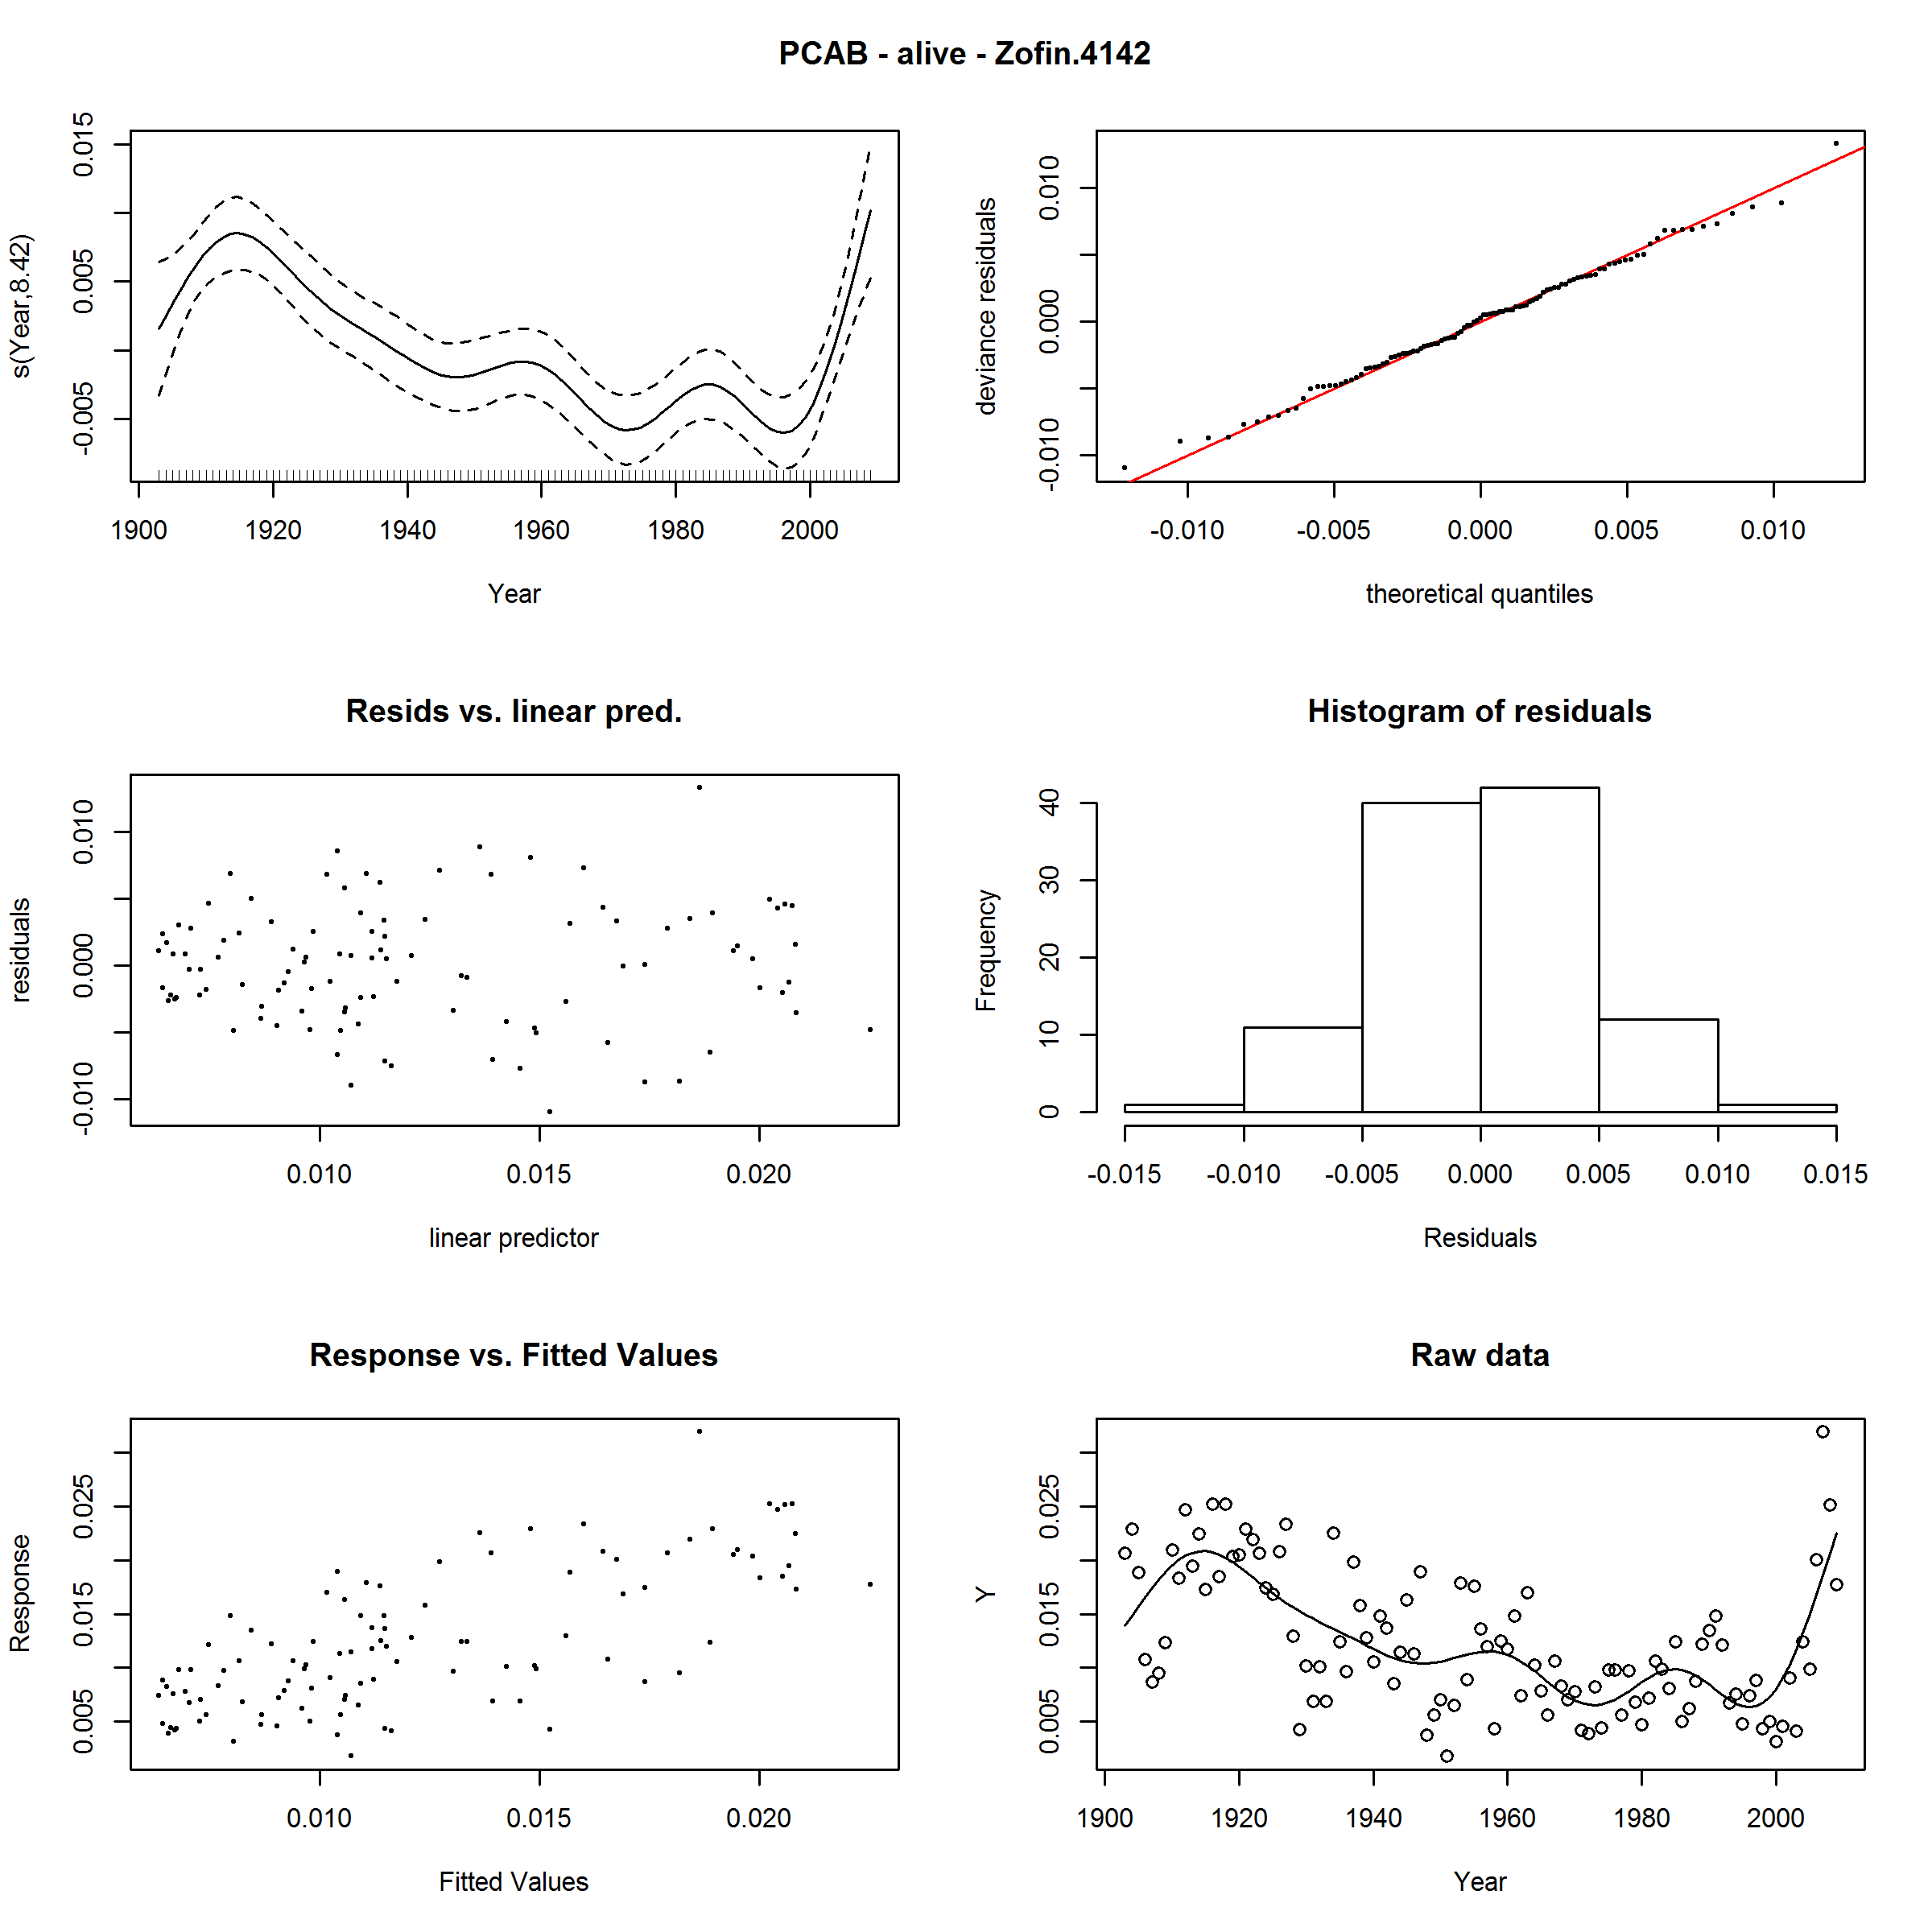 PCAB - alive - Zofin.4142
s(Year,8.42)
-0.005 0.005 0.015
1900 1920 1940 1960 1980 2000
Year
deviance residuals
-0.010 0.000 0.010
-0.010 -0.005 0.000 0.005 0.010
theoretical quantiles
Resids vs. linear pred.
residuals
-0.010 0.000 0.010
0.010 0.015 0.020
linear predictor
Histogram of residuals
Frequency
0 10 20 30 40
-0.015 -0.010 -0.005 0.000 0.005 0.010 0.015
Residuals
Response vs. Fitted Values
Response
0.005 0.015 0.025
0.010 0.015 0.020
Fitted Values
Raw data
Y
0.005 0.015 0.025
1900 1920 1940 1960 1980 2000
Year